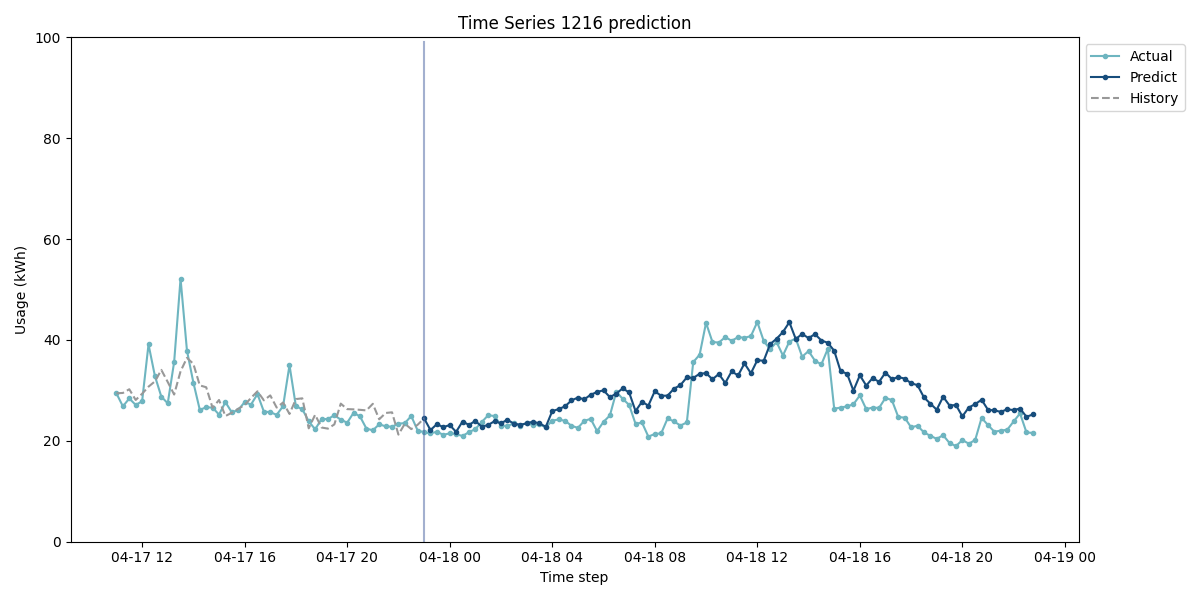 Time Series 1216 prediction
Actual
Predict
History
Usage (kWh)
100
80
60
40
20
0
04-17 12
04-17 16
04-17 20
04-18 00
04-18 04
04-18 08
04-18 12
04-18 16
04-18 20
04-19 00
Time step